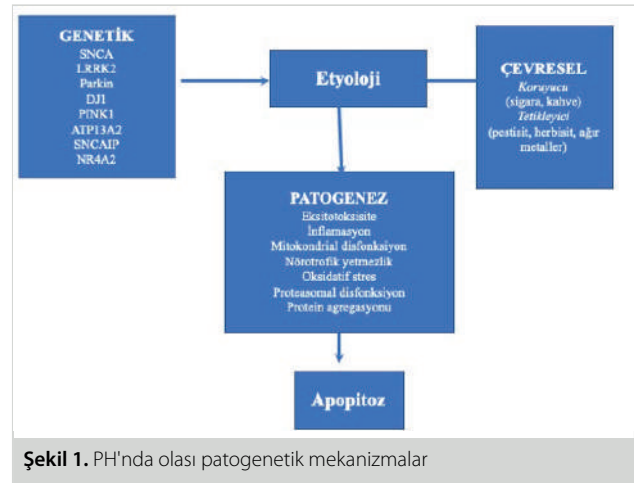 GENETİK
SNCA
LRRK2
Parkin
DJ1
PINK1
ATP13A2
SNCAIP
NR4A2
Etyoloji
ÇEVRESEL
Koruyucu
(sigara, kahve)
Tetikleyici
(pestisit, herbisit, ağır
metaller)
PATOGENEZ
Eksitotoksisite
İnflamasyon
Mitokondrial disfonksiyon
Nörotrofik yetmezlik
Oksidatif stres
Proteasomal disfonksiyon
Protein agregasyonu
Apopitoz
Şekil 1. PH'nda olası patogenetik mekanizmalar